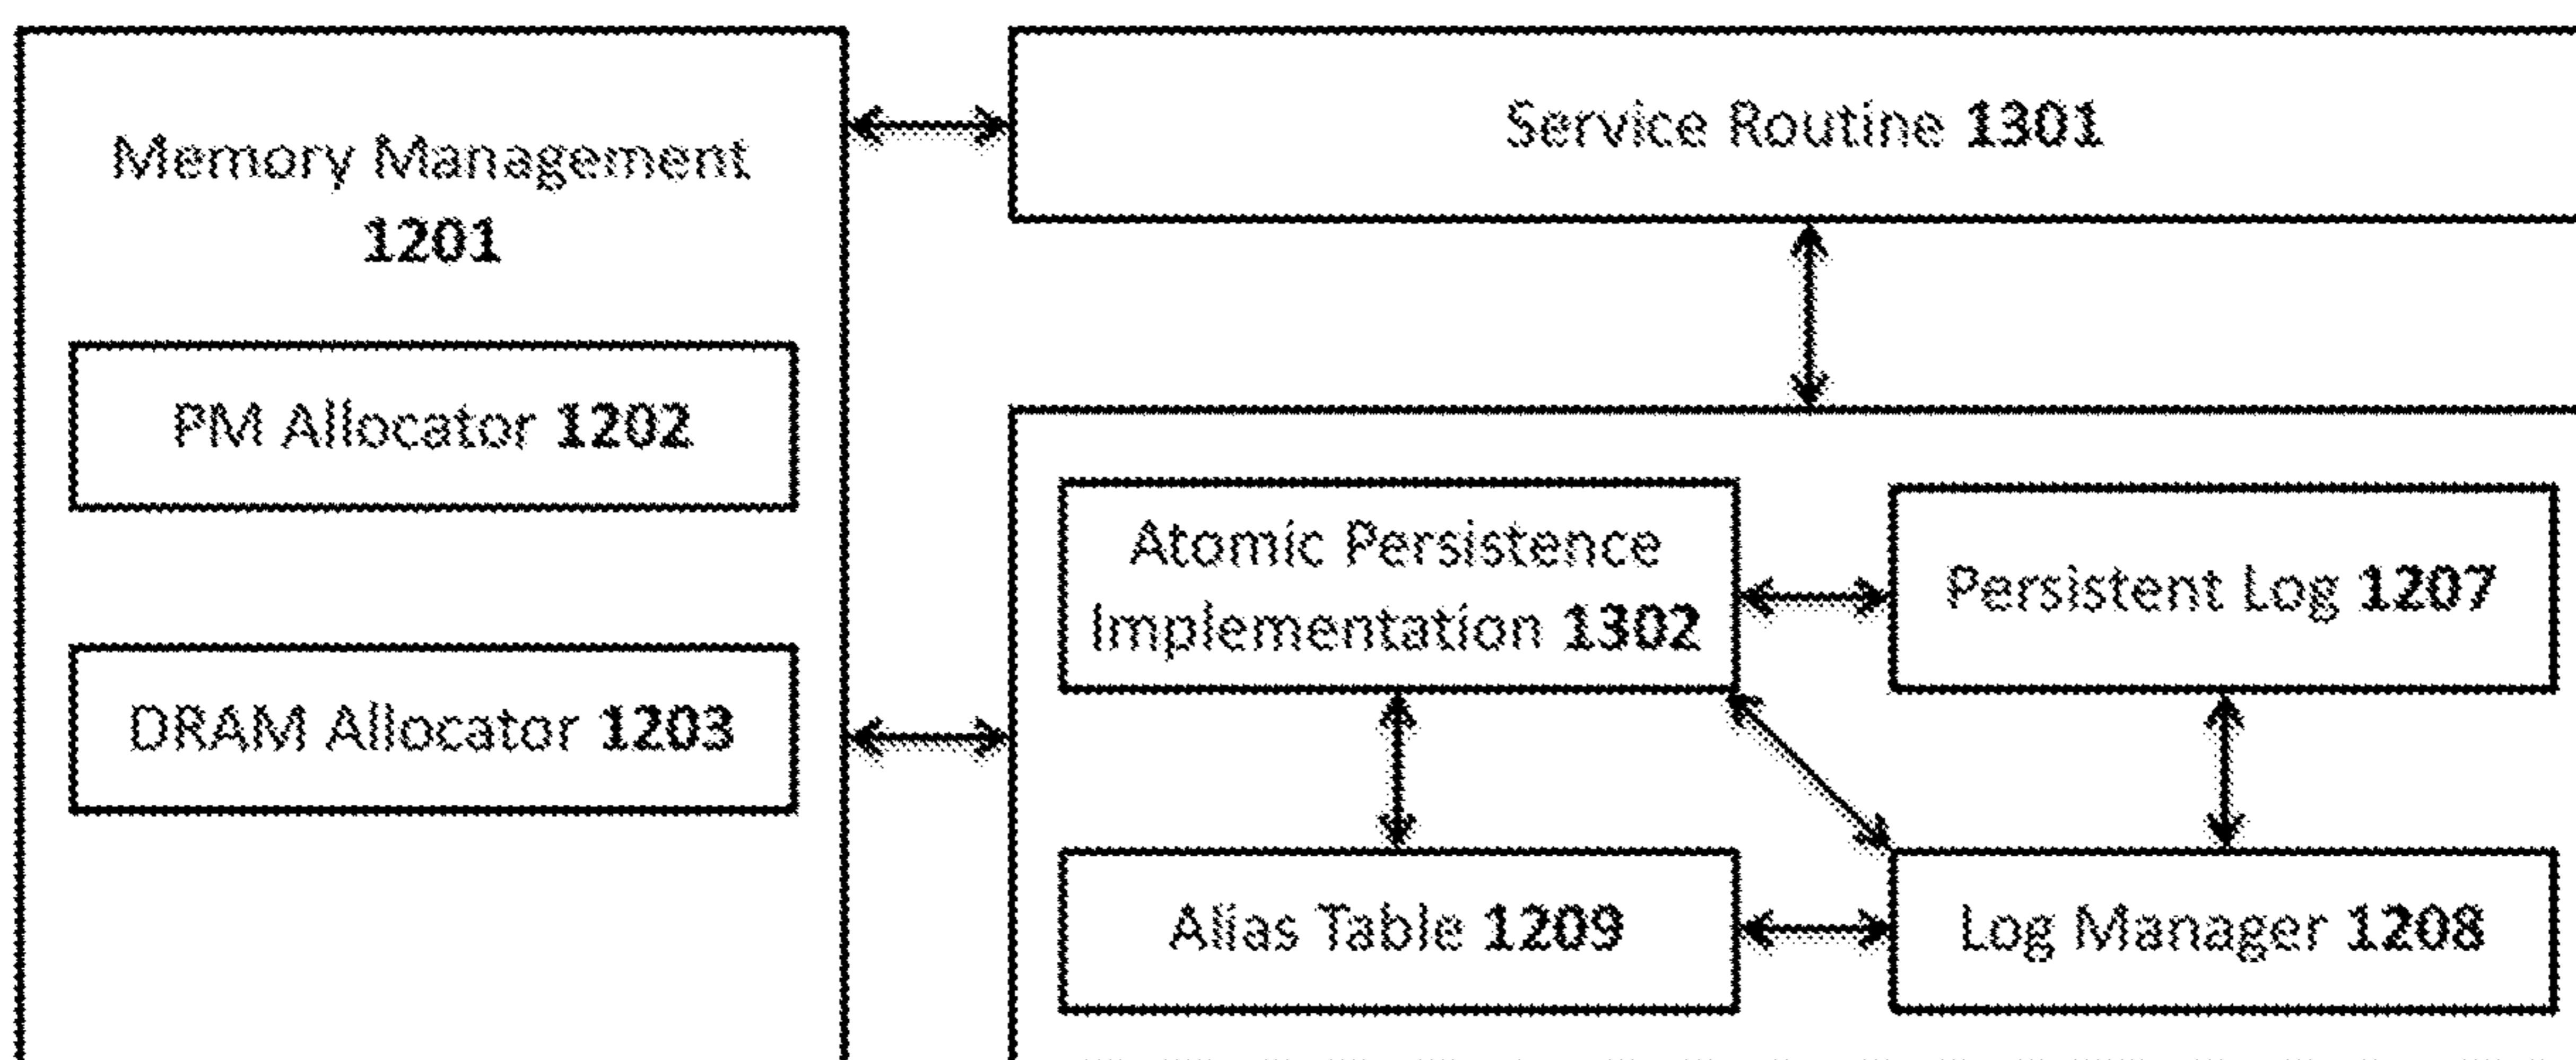 Memory Management
1201
PM Allocator 1202
DRAM Allocator 1203
Service Routine 1301
Atomic Persistence
Implementation 1302
Persistent Log 1207
Alias Table 1209
Log Manager 1208